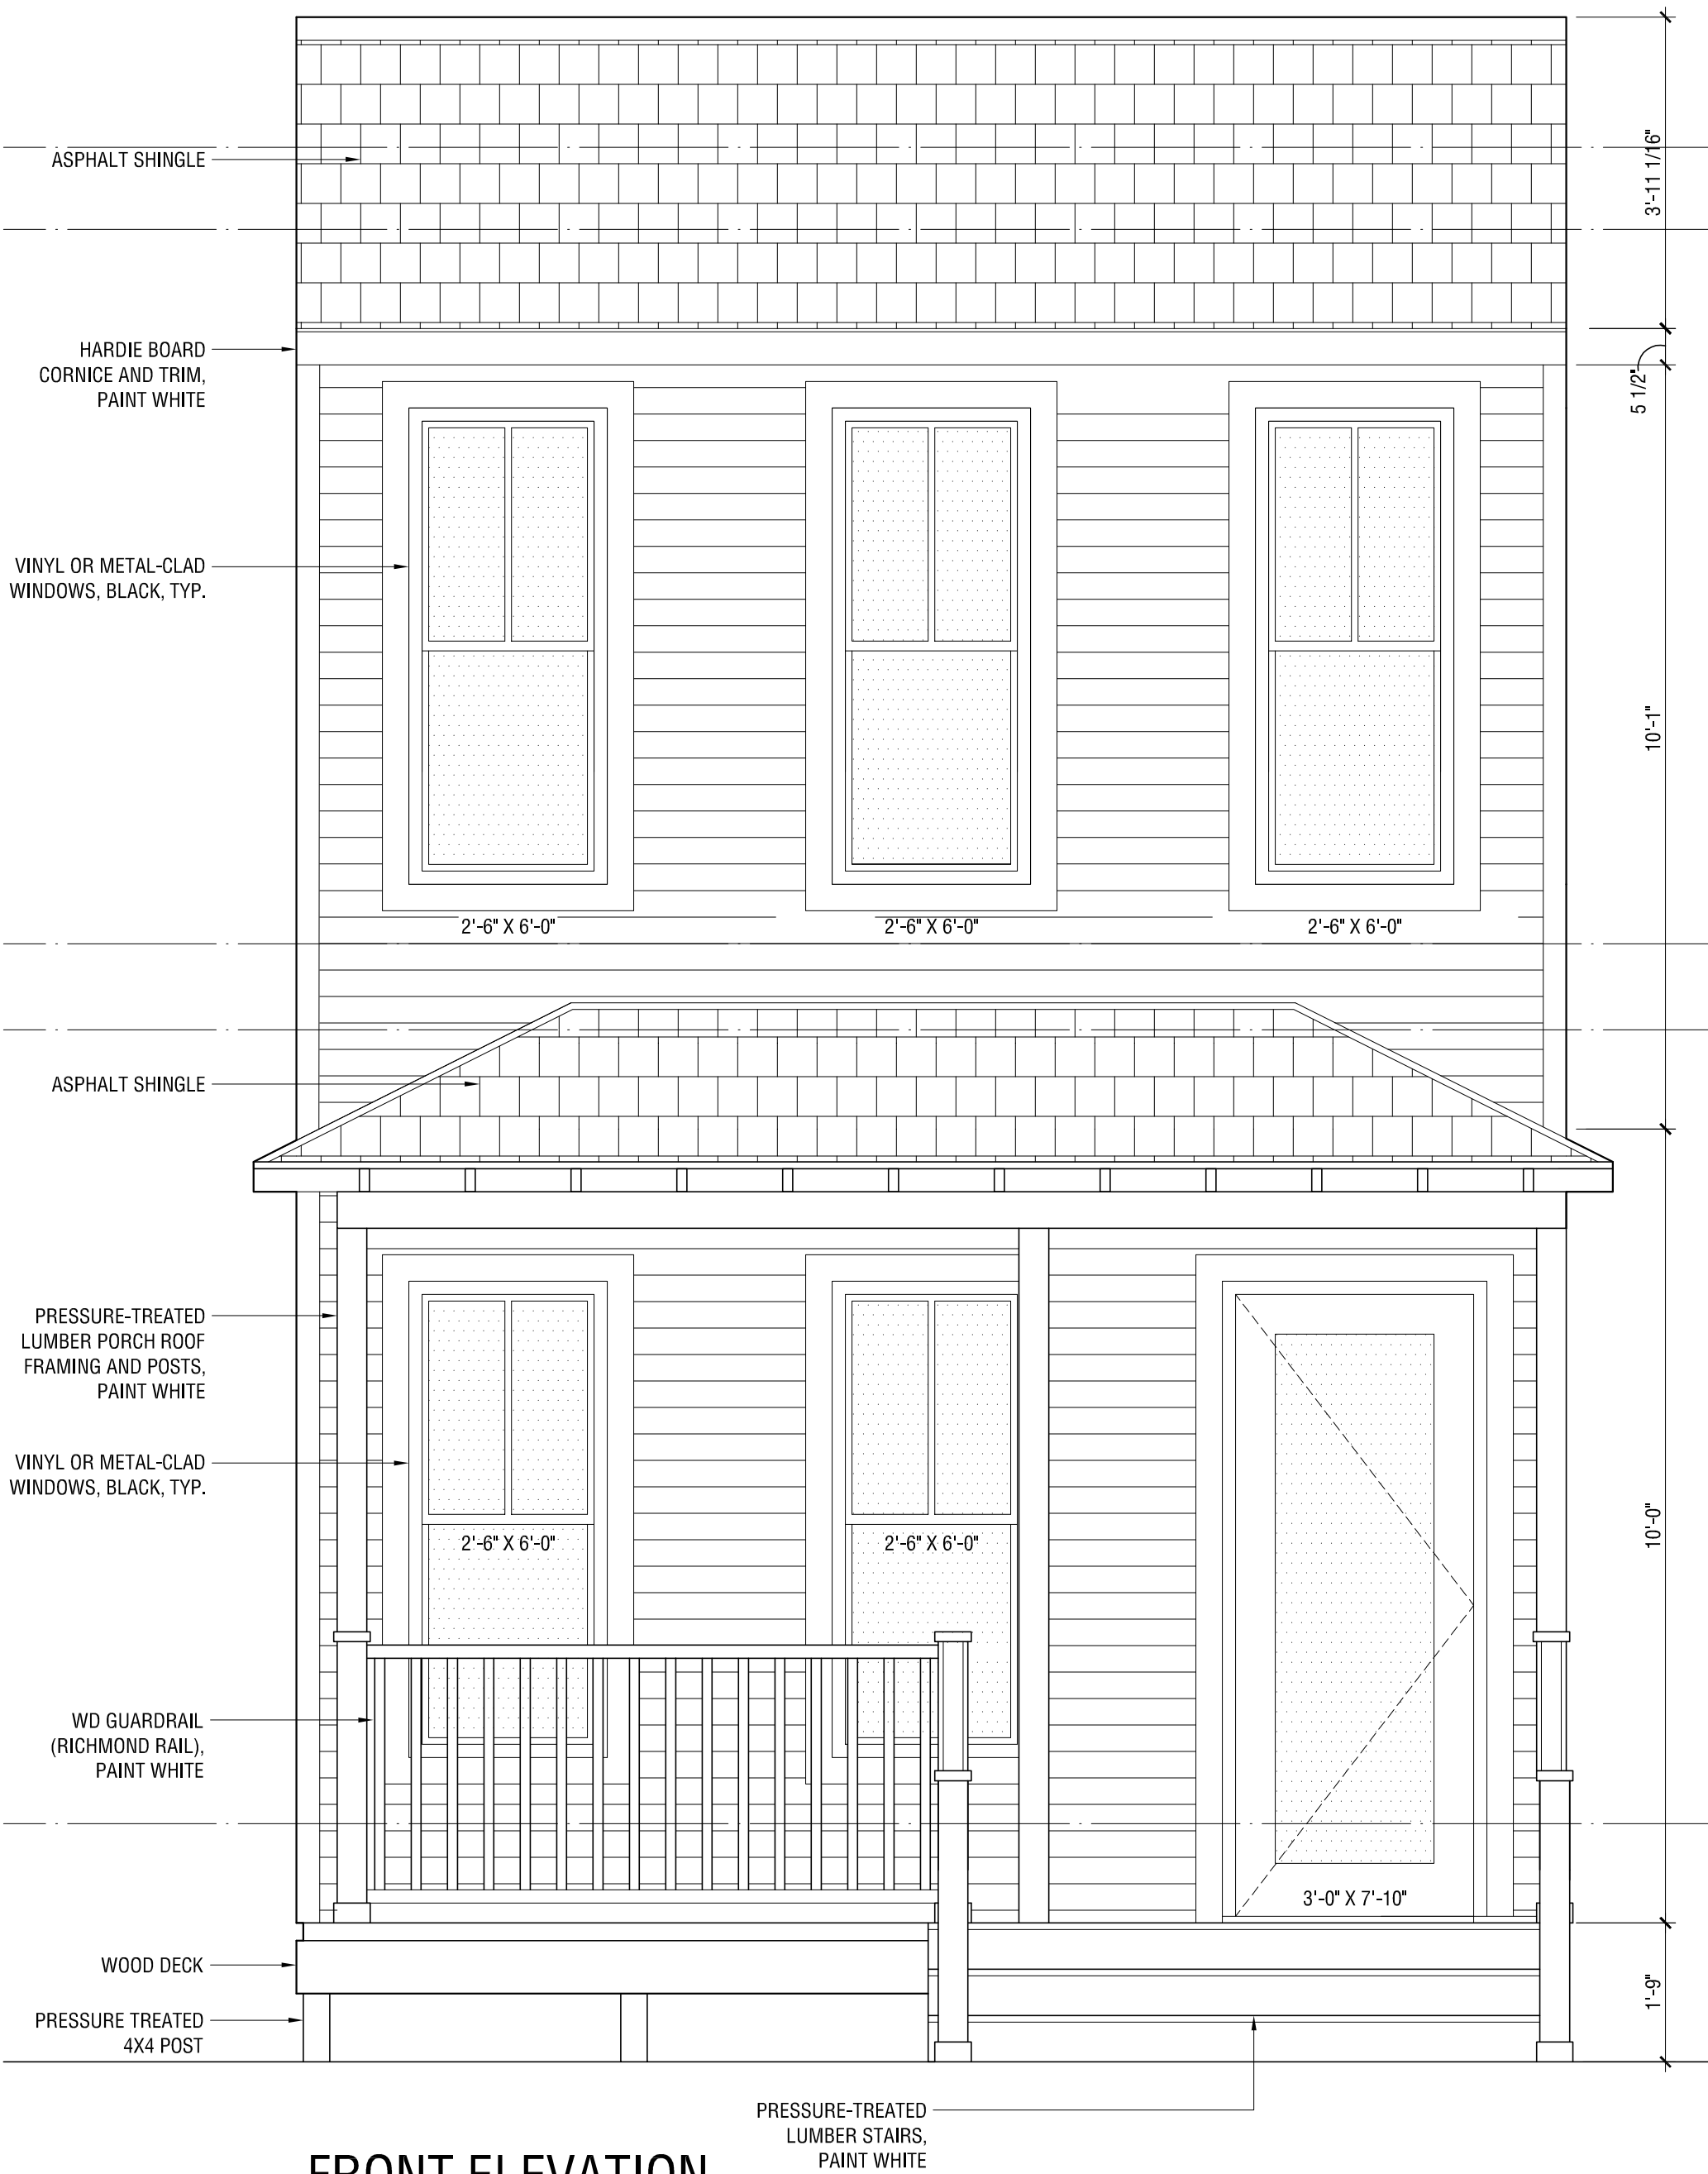 3'-11 1/16"
ASPHALT SHINGLE
HARDIE BOARD
CORNICE AND TRIM,
PAINT WHITE
5 1/2"
VINYL OR METAL-CLAD
WINDOWS, BLACK, TYP.
10'-1"
2'-6" X 6'-0"
2'-6" X 6'-0"
2'-6" X 6'-0"
ASPHALT SHINGLE
PRESSURE-TREATED
LUMBER PORCH ROOF
FRAMING AND POSTS,
PAINT WHITE
VINYL OR METAL-CLAD
WINDOWS, BLACK, TYP.
2'-6" X 6'-0"
2'-6" X 6'-0"
10'-0"
WD GUARDRAIL
(RICHMOND RAIL),
PAINT WHITE
3'-0" X 7'-10"
WOOD DECK
1'-9"
PRESSURE TREATED
4X4 POST
PRESSURE-TREATED
LUMBER STAIRS,
PAINT WHITE
FRONT ELEVATION